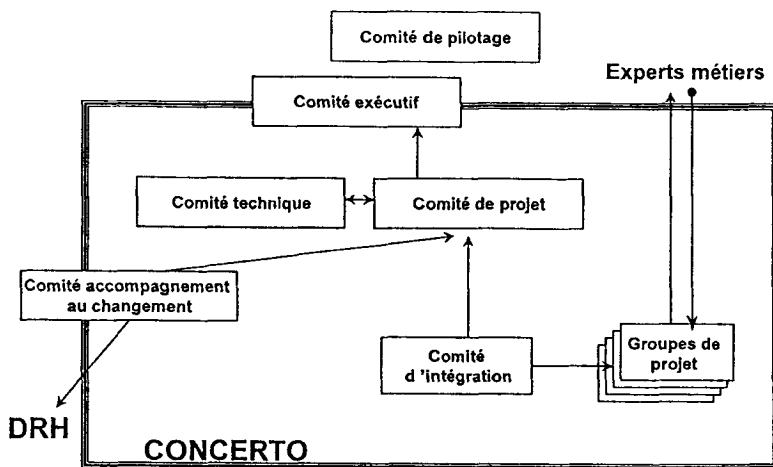 Comité de pilotage
Experts métiers
Comité exécutif
Comité technique
Comité de projet
Comité accompagnement
au changement
Comité
d 'intégration
Groupes de
projet
DRH
CONCERTO